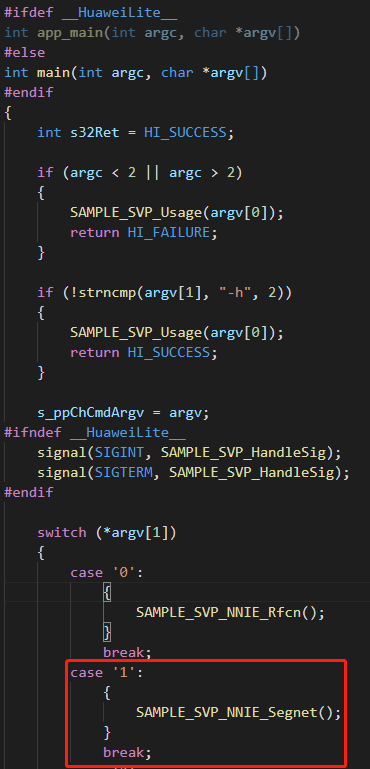 #ifdef __HuaweiLite__
int app_main(int argc, char *argv[])
#else
int main(int argc, char *argv[])
#endif
{
    int s32Ret = HI_SUCCESS;

    if (argc < 2 || argc > 2)
    {
        SAMPLE_SVP_Usage(argv[0]);
        return HI_FAILURE;
    }

    if (!strncmp(argv[1], "-h", 2))
    {
        SAMPLE_SVP_Usage(argv[0]);
        return HI_SUCCESS;
    }

    s_ppChCmdArgv = argv;
#ifndef __HuaweiLite__
    signal(SIGINT, SAMPLE_SVP_HandleSig);
    signal(SIGTERM, SAMPLE_SVP_HandleSig);
#endif

    switch (*argv[1])
    {
        case '0':
            {
                SAMPLE_SVP_NNIE_Rfcn();
            }
            break;
        case '1':
            {
                SAMPLE_SVP_NNIE_Segnet();
            }
            break;